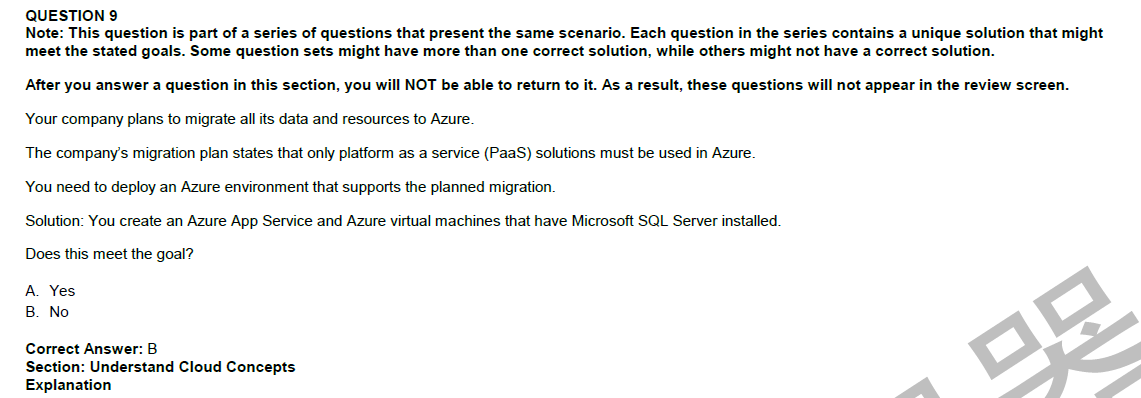 QUESTION 9
Note: This question is part of a series of questions that present the same scenario. Each question in the series contains a unique solution that might
meet the stated goals. Some question sets might have more than one correct solution, while others might not have a correct solution.
After you answer a question in this section, you will NOT be able to return to it. As a result, these questions will not appear in the review screen.
Your company plans to migrate all its data and resources to Azure.
The company's migration plan states that only platform as a service (PaaS) solutions must be used in Azure.
You need to deploy an Azure environment that supports the planned migration.
Solution: You create an Azure App Service and Azure virtual machines that have Microsoft SQL Server installed.
Does this meet the goal?
A. Yes
B. No
Correct Answer: B
Section: Understand Cloud Concepts
Explanation